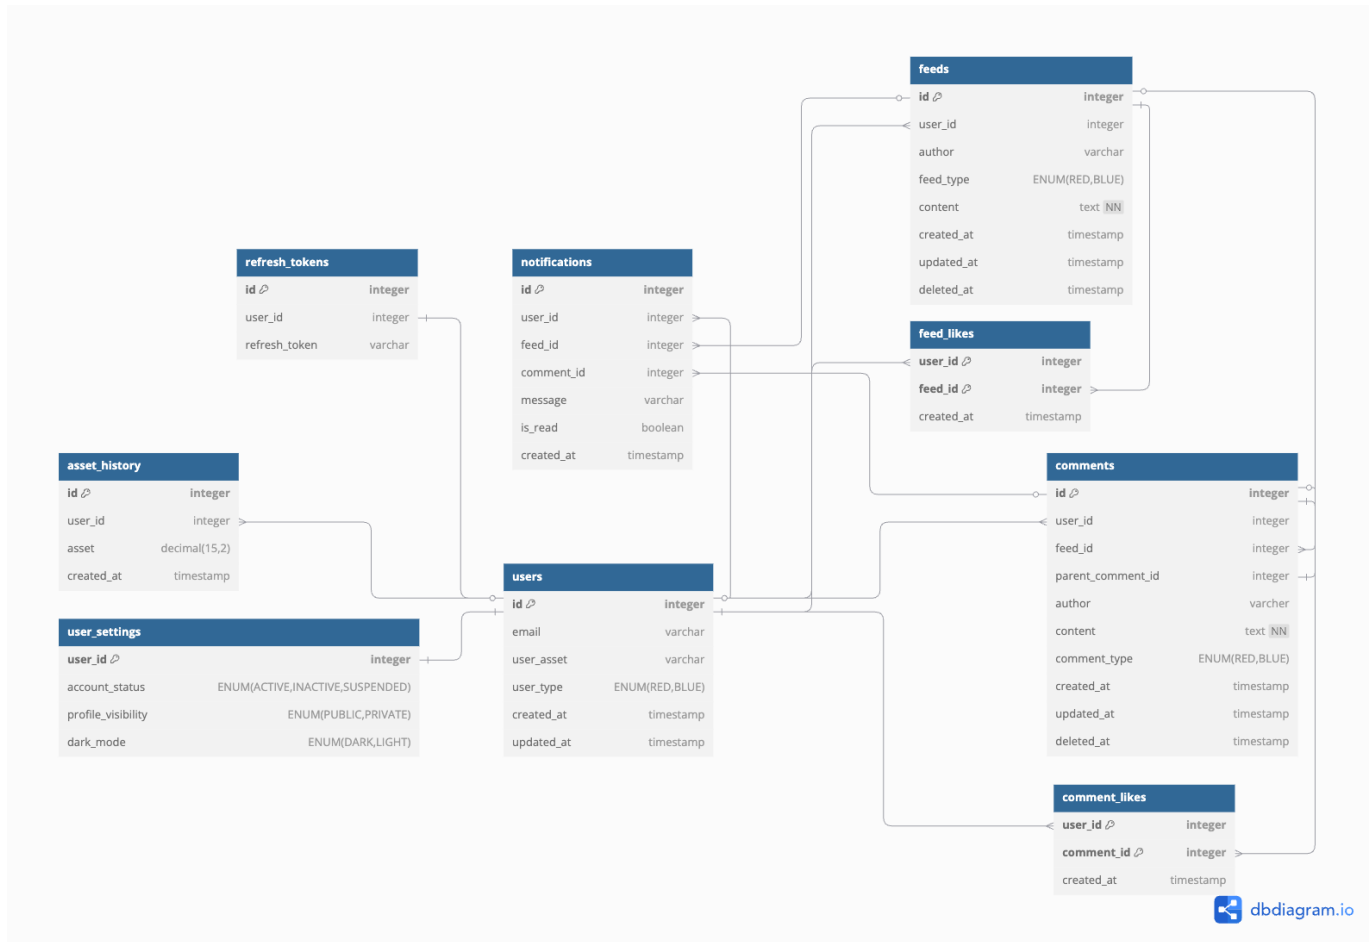 feeds
id integer
user_id integer
author varchar
feed_type ENUM(RED,BLUE)
content text NN
created_at timestamp
updated_at timestamp
deleted_at timestamp
refresh_tokens
id integer
user_id integer
refresh_token varchar
notifications
id integer
user_id integer
feed_id integer
comment_id integer
message varchar
is_read boolean
created_at timestamp
feed_likes
user_id integer
feed_id integer
created_at timestamp
asset_history
id integer
user_id integer
asset decimal(15,2)
created_at timestamp
comments
id integer
user_id integer
feed_id integer
parent_comment_id integer
author varcher
content text NN
comment_type ENUM(RED,BLUE)
created_at timestamp
updated_at timestamp
deleted_at timestamp
users
id integer
email varchar
user_asset varchar
user_type ENUM(RED,BLUE)
created_at timestamp
updated_at timestamp
user_settings
user_id integer
account_status ENUM(ACTIVE,INACTIVE,SUSPENDED)
profile_visibility ENUM(PUBLIC,PRIVATE)
dark_mode ENUM(DARK,LIGHT)
comment_likes
user_id integer
comment_id integer
created_at timestamp
dbdiagram.io